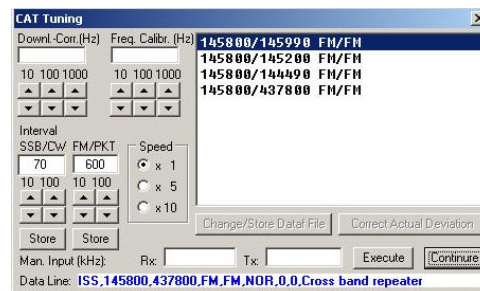 CAT Tuning
Downl.-Corr.(Hz) Freq. Calibr. (Hz)
145800/145990 FM/FM
145800/145200 FM/FM
145800/144490 FM/FM
145800/437800 FM/FM
10 100 1000 10 100 1000
Interval
SSB/CW FM/PKT Speed
70 600 x 1
10 100 10 100 x 5
x 10
Change/Store Dataf File Correct Actual Deviation
Store Store
Man. Input (kHz): Rx: Tx: Execute Continure
Data Line: ISS,145800,437800,FM,FM,NOR,0,0,Cross band repeater